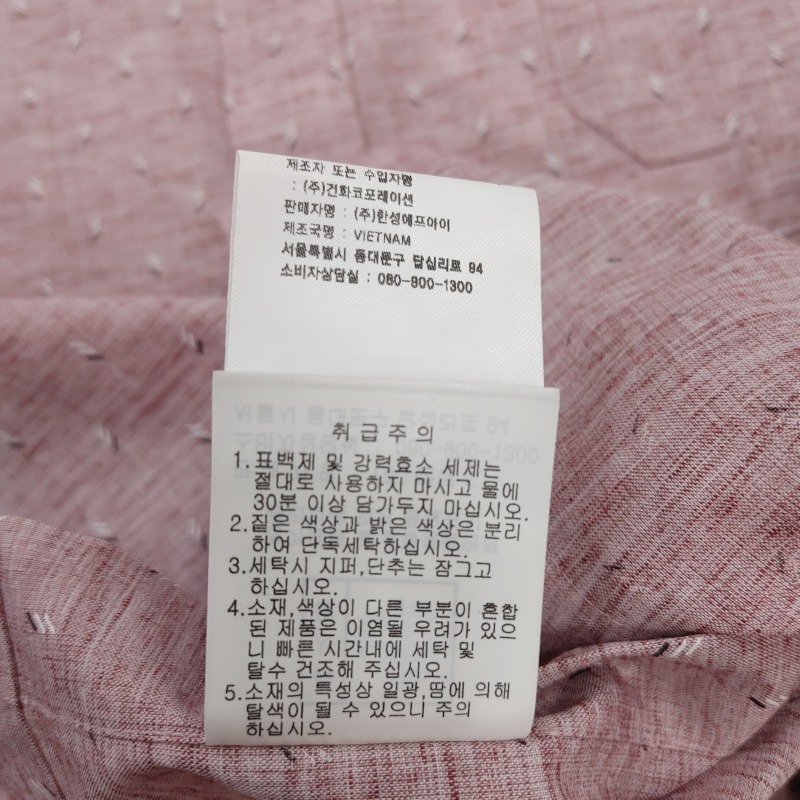 제조자 또는 수입자명
: (주)건화코포레이션
판매자명 : (주)한성에프아이
제조국명 : VIETNAM
서울특별시 동대문구 답십리로 94
소비자상담실 : 080-900-1300
취급주의
1. 표백제 및 강력효소 세제는
절대로 사용하지 마시고 물에
30분 이상 담가두지 마십시오.
2. 짙은 색상과 밝은 색상은 분리
하여 단독세탁하십시오.
3. 세탁시 지퍼,단추는 잠그고
하십시오.
4. 소재,색상이 다른 부분이 혼합
된 제품은 이염될 우려가 있으
니 빠른 시간내에 세탁 및
탈수 건조해 주십시오.
5. 소재의 특성상 일광,땀에 의해
탈색이 될 수 있으니 주의
하십시오.